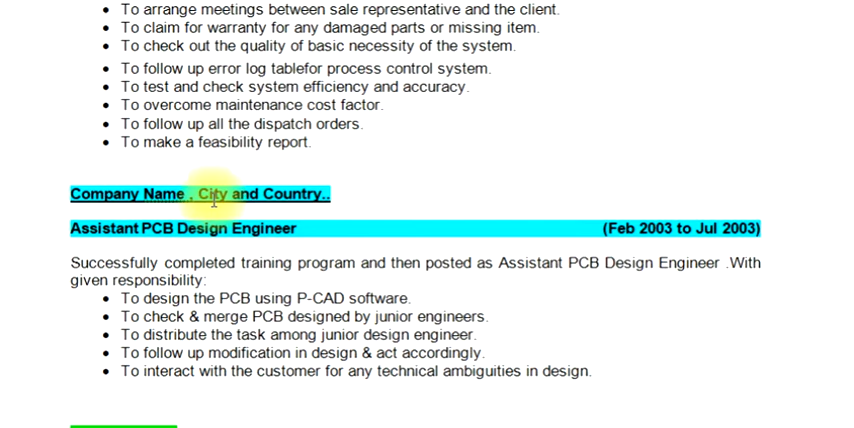 • To arrange meetings between sale representative and the client.
• To claim for warranty for any damaged parts or missing item.
• To check out the quality of basic necessity of the system.
• To follow up error log tablefor process control system.
• To test and check system efficiency and accuracy.
• To overcome maintenance cost factor.
• To follow up all the dispatch orders.
• To make a feasibility report.
Company Name , City and Country..
Assistant PCB Design Engineer (Feb 2003 to Jul 2003)
Successfully completed training program and then posted as Assistant PCB Design Engineer .With
given responsibility:
• To design the PCB using P-CAD software.
• To check & merge PCB designed by junior engineers.
• To distribute the task among junior design engineer.
• To follow up modification in design & act accordingly.
• To interact with the customer for any technical ambiguities in design.